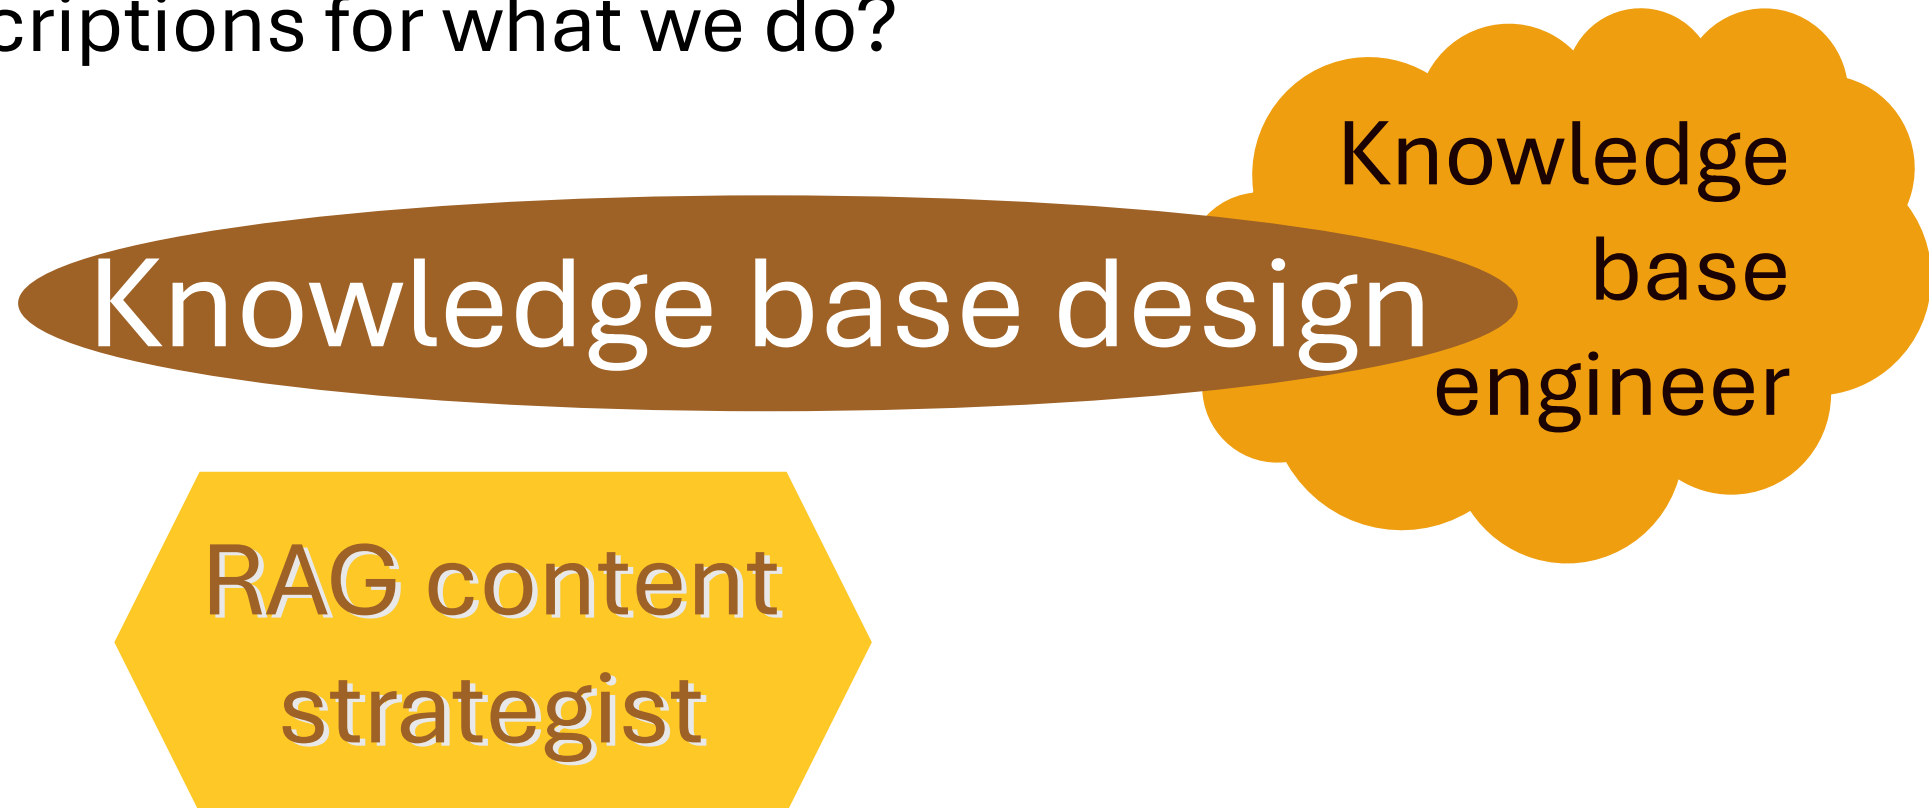 criptions for what we do?
Knowledge
base
engineer
Knowledge base design
RAG content
strategist